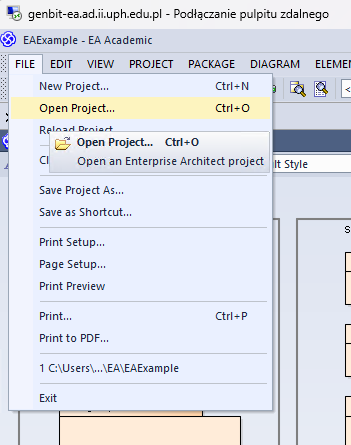 genbit-ea.ad.ii.uph.edu.pl - Podłączanie pulpitu zdalnego
EAExample - EA Academic
FILE EDIT VIEW PROJECT PACKAGE DIAGRAM ELEMEN
New Project... Ctrl+N
Open Project... Ctrl+O
Reload Project
Open Project... Ctrl+O
Cl
Open an Enterprise Architect project
lt Style
Save Project As...
Save as Shortcut...
Print Setup...
Page Setup...
Print Preview
Print... Ctrl+P
Print to PDF...
1 C:\Users\...\EA\EAExample
Exit